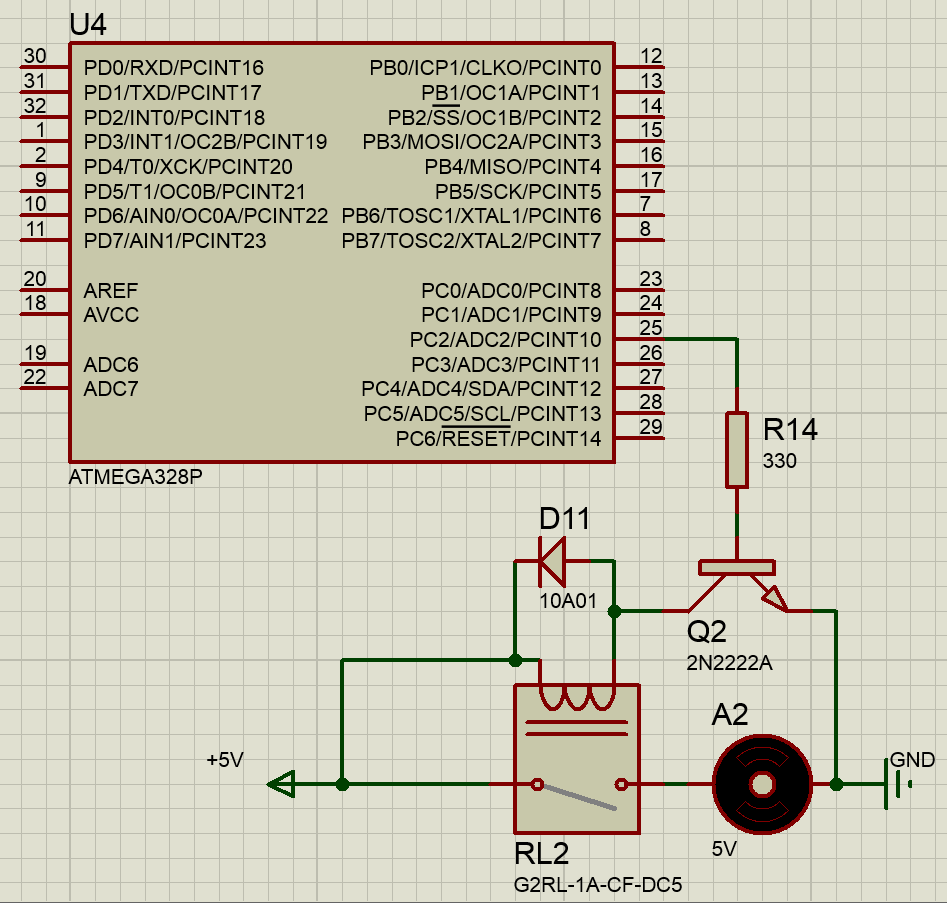 U4
30 PD0/RXD/PCINT16 PB0/ICP1/CLKO/PCINT0 12
31 PD1/TXD/PCINT17 PB1/OC1A/PCINT1 13
32 PD2/INT0/PCINT18 PB2/SS/OC1B/PCINT2 14
1 PD3/INT1/OC2B/PCINT19 PB3/MOSI/OC2A/PCINT3 15
2 PD4/T0/XCK/PCINT20 PB4/MISO/PCINT4 16
9 PD5/T1/OC0B/PCINT21 PB5/SCK/PCINT5 17
10 PD6/AIN0/OC0A/PCINT22 PB6/TOSC1/XTAL1/PCINT6 7
11 PD7/AIN1/PCINT23 PB7/TOSC2/XTAL2/PCINT7 8
20 AREF PC0/ADC0/PCINT8 23
18 AVCC PC1/ADC1/PCINT9 24
PC2/ADC2/PCINT10 25
19 ADC6 PC3/ADC3/PCINT11 26
22 ADC7 PC4/ADC4/SDA/PCINT12 27
PC5/ADC5/SCL/PCINT13 28
PC6/RESET/PCINT14 29
ATMEGA328P
R14
330
D11
10A01
Q2
2N2222A
A2
+5V
GND
5V
RL2
G2RL-1A-CF-DC5